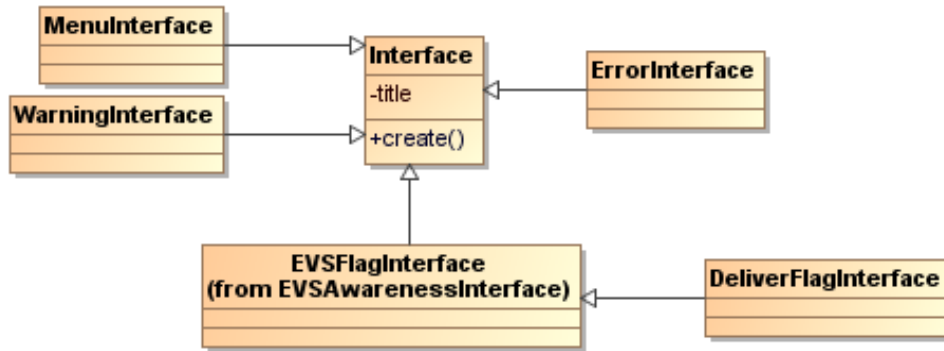 MenuInterface
Interface
-title
+create()
ErrorInterface
WarningInterface
EVSFlagInterface
(from EVSAwarenessInterface)
DeliverFlagInterface